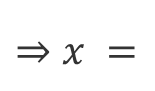 ⇒ 𝑥 =